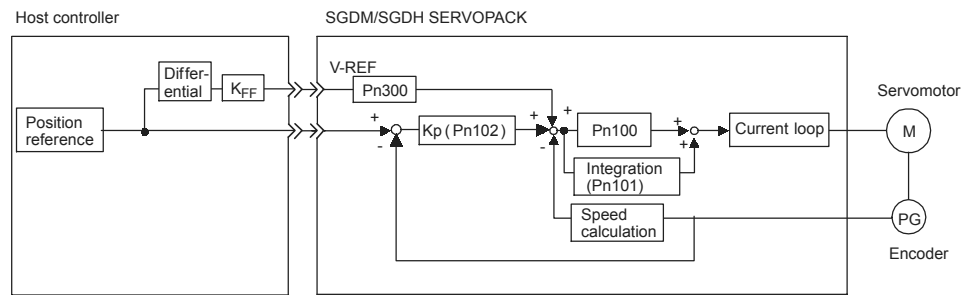 Host controller
SGDM/SGDH SERVOPACK
V-REF
Differ-
ential
KFF
Pn300
Servomotor
Position
reference
+
-
Kp (Pn102)
+
+
-
+
Pn100
+
+
Current loop
M
Integration
(Pn101)
Speed
calculation
PG
Encoder